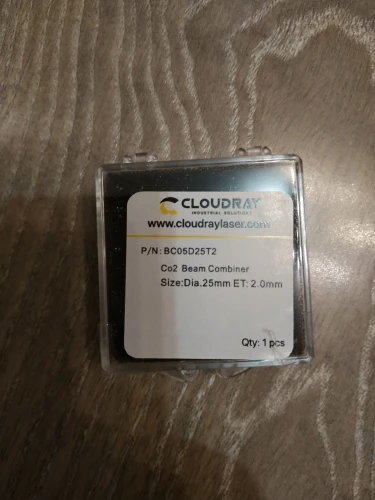 CLOUDRAY
INDUSTRIAL SOLUTIONS
www.cloudraylaser.com
P/N: BC05D25T2
Co2 Beam Combiner
Size:Dia.25mm ET: 2.0mm
Qty: 1 pcs